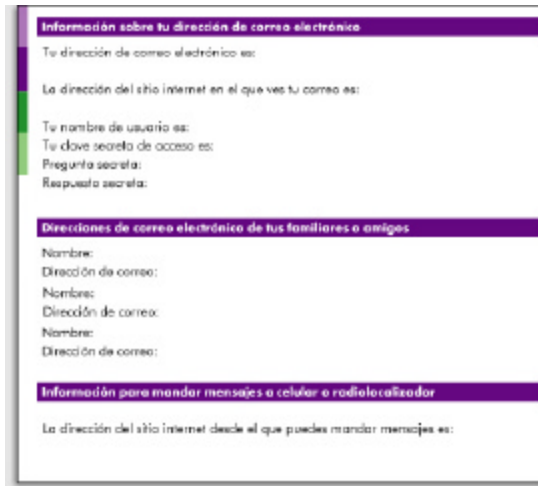 Información sobre tu dirección de correo electrónico
Tu dirección de correo electrónico es:
La dirección del sitio internet en el que ves tu correo es:
Tu nombre de usuario es:
Tu clave secreta de acceso es:
Pregunta secreta:
Respuesta secreta:
Direcciones de correo electrónico de tus familiares o amigos
Nombre:
Dirección de correo:
Nombre:
Dirección de correo:
Nombre:
Dirección de correo:
Información para mandar mensajes a celular o radiolocalizador
La dirección del sitio internet desde el que puedes mandar mensajes es: